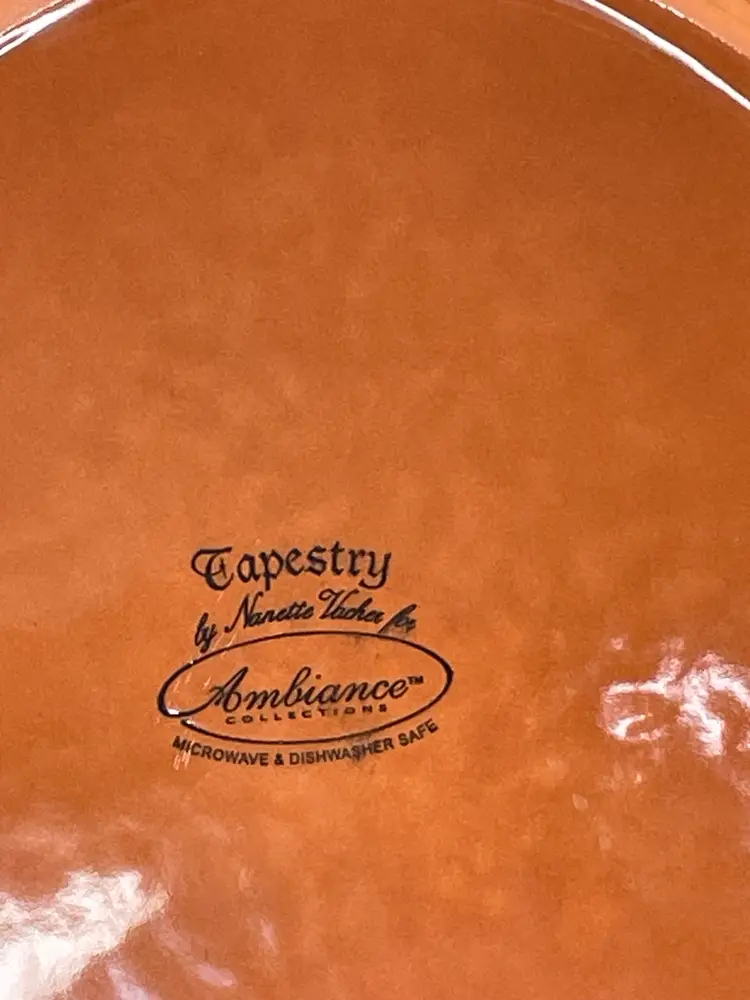 Tapestry
by Nanette Vacher for
Ambiance™
COLLECTIONS
MICROWAVE & DISHWASHER SAFE